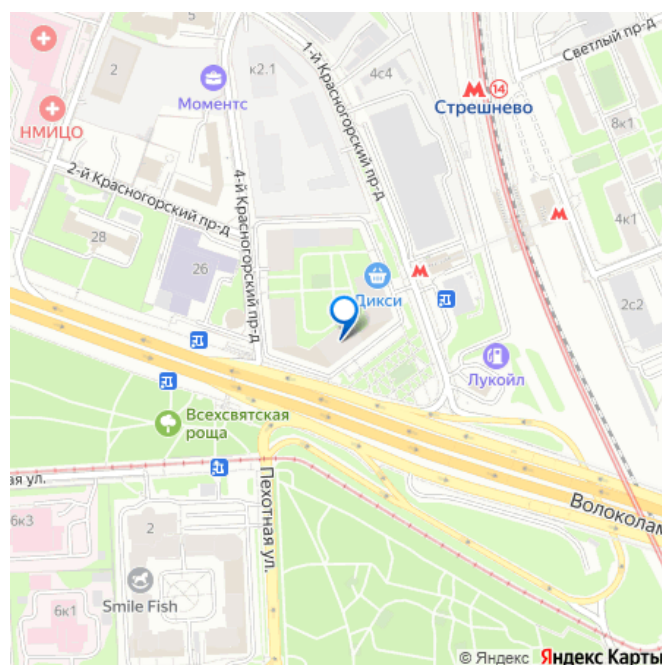 5
2
к2.1
Моментс
НМИЦО
1-й Красногорский пр-д
4с4
14
Стрешнево
Светлый пр-д
8к1
2-й Красногорский пр-д
4-й Красногорский пр-д
28
26
4к1
Дикси
2с2
Лукойл
Всехсвятская
роща
ая ул.
Пехотная ул.
Волоколам
6к3
2
Smile Fish
6к1
© Яндекс Яндекс Карты